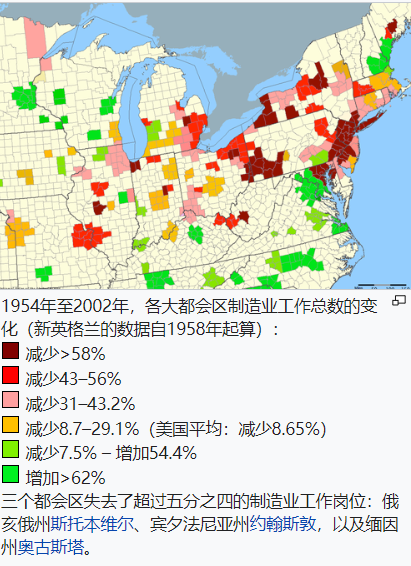 1954年至2002年，各大都会区制造业工作总数的变
化（新英格兰的数据自1958年起算）：
减少>58%
减少43–56%
减少31–43.2%
减少8.7–29.1%（美国平均：减少8.65%）
减少7.5% – 增加54.4%
增加>62%
三个都会区失去了超过五分之四的制造业工作岗位：俄
亥俄州斯托本维尔、宾夕法尼亚州约翰斯敦，以及缅因
州奥古斯塔。